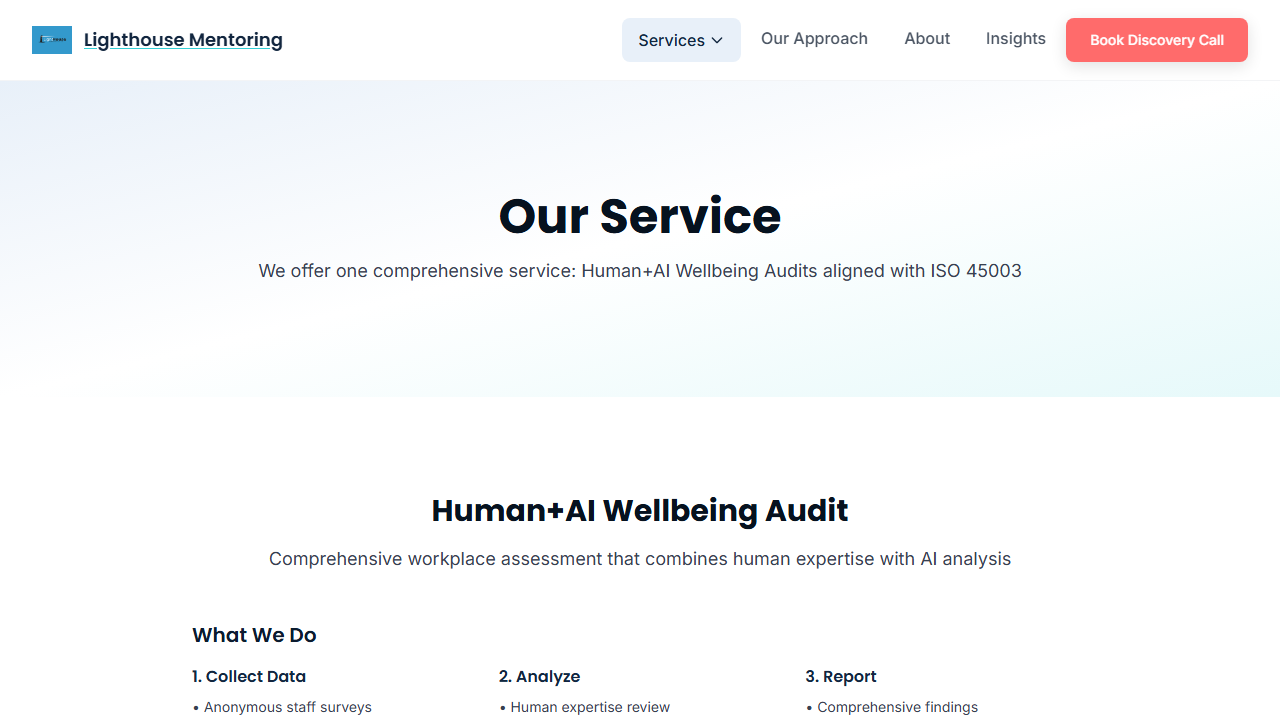 Lighthouse Mentoring
Services
Our Approach
About
Insights
Book Discovery Call
Our Service
We offer one comprehensive service: Human+AI Wellbeing Audits aligned with ISO 45003
Human+AI Wellbeing Audit
Comprehensive workplace assessment that combines human expertise with AI analysis
What We Do
1. Collect Data
• Anonymous staff surveys
2. Analyze
• Human expertise review
3. Report
• Comprehensive findings